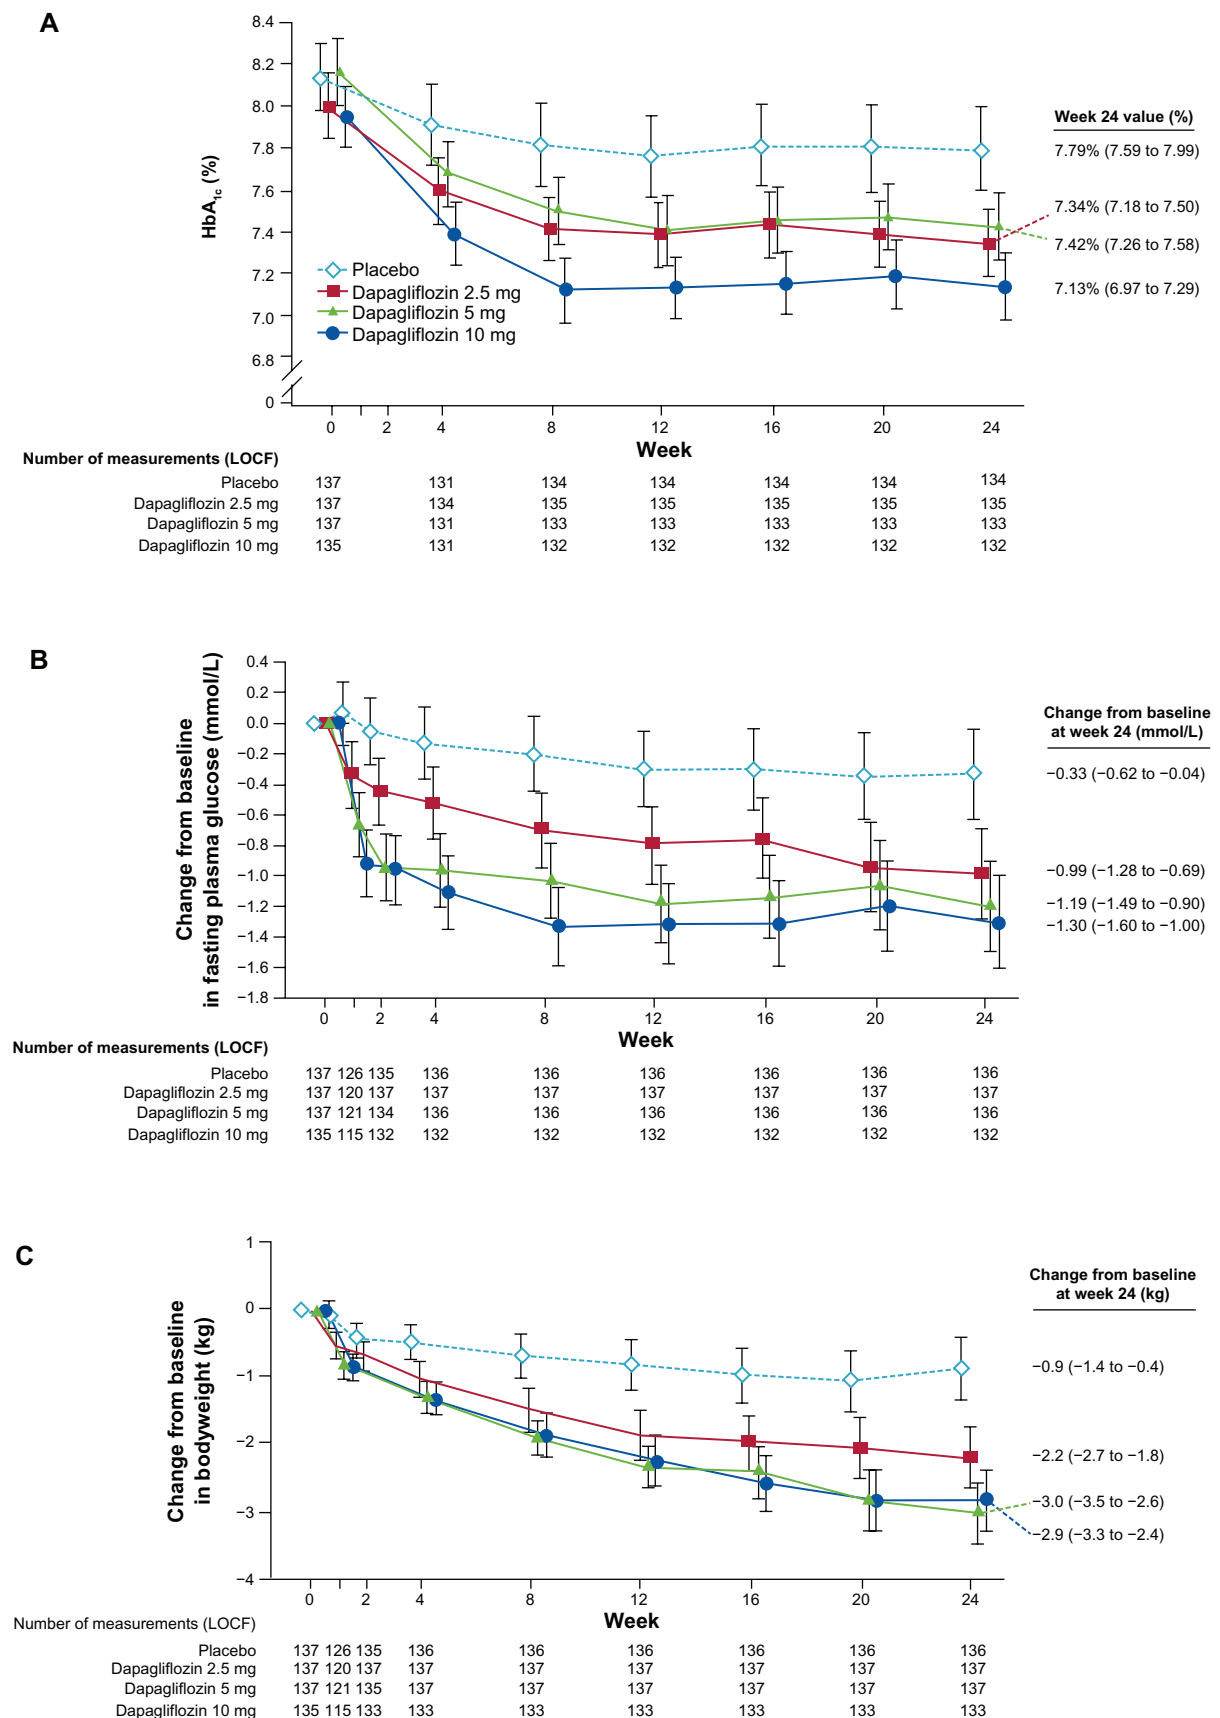 A
8.4
8.2
8.0
7.8
7.6
7.4
7.2
7.0
6.8
0
HbA1c (%)
Placebo
Dapagliflozin 2.5 mg
Dapagliflozin 5 mg
Dapagliflozin 10 mg
Week 24 value (%)
7.79% (7.59 to 7.99)
7.34% (7.18 to 7.50)
7.42% (7.26 to 7.58)
7.13% (6.97 to 7.29)
0 2 4 8 12 16 20 24
Week
Number of measurements (LOCF)
Placebo 137 131 134 134 134 134 134
Dapagliflozin 2.5 mg 137 134 135 135 135 135 135
Dapagliflozin 5 mg 137 131 133 133 133 133 133
Dapagliflozin 10 mg 135 131 132 132 132 132 132
B
0.4
0.2
0.0
−0.2
−0.4
−0.6
−0.8
−1.0
−1.2
−1.4
−1.6
−1.8
Change from baseline
in fasting plasma glucose (mmol/L)
Change from baseline
at week 24 (mmol/L)
−0.33 (−0.62 to −0.04)
−0.99 (−1.28 to −0.69)
−1.19 (−1.49 to −0.90)
−1.30 (−1.60 to −1.00)
0 2 4 8 12 16 20 24
Week
Number of measurements (LOCF)
Placebo 137 126 135 136 136 136 136 136 136
Dapagliflozin 2.5 mg 137 120 137 137 137 137 137 137 137
Dapagliflozin 5 mg 137 121 134 136 136 136 136 136 136
Dapagliflozin 10 mg 135 115 132 132 132 132 132 132 132
C
1
0
−1
−2
−3
−4
Change from baseline
in bodyweight (kg)
Change from baseline
at week 24 (kg)
−0.9 (−1.4 to −0.4)
−2.2 (−2.7 to −1.8)
−3.0 (−3.5 to −2.6)
−2.9 (−3.3 to −2.4)
0 2 4 8 12 16 20 24
Week
Number of measurements (LOCF)
Placebo 137 126 135 136 136 136 136 136 136
Dapagliflozin 2.5 mg 137 120 137 137 137 137 137 137 137
Dapagliflozin 5 mg 137 121 135 137 137 137 137 137 137
Dapagliflozin 10 mg 135 115 133 133 133 133 133 133 133